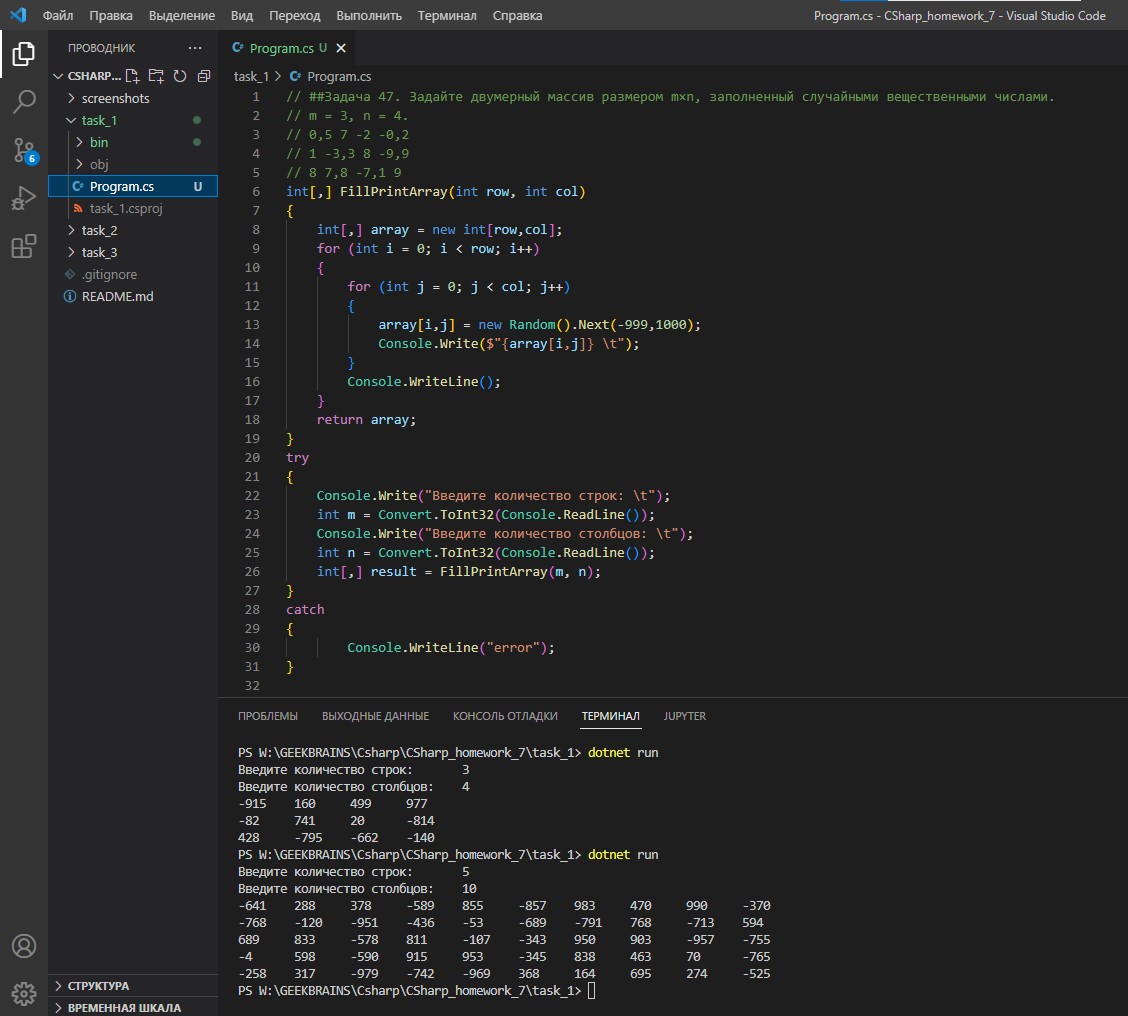 Файл Правка Выделение Вид Переход Выполнить Терминал Справка Program.cs - CSharp_homework_7 - Visual Studio Code
ПРОВОДНИК ...
CSHARP...
screenshots
task_1
bin
obj
Program.cs U
task_1.csproj
task_2
task_3
.gitignore
README.md
6
СТРУКТУРА
ВРЕМЕННАЯ ШКАЛА
Program.cs U
task_1 > Program.cs
1 // ##Задача 47. Задайте двумерный массив размером m×n, заполненный случайными вещественными числами.
2 // m = 3, n = 4.
3 // 0,5 7 -2 -0,2
4 // 1 -3,3 8 -9,9
5 // 8 7,8 -7,1 9
6 int[,] FillPrintArray(int row, int col)
7 {
8 int[,] array = new int[row,col];
9 for (int i = 0; i < row; i++)
10 {
11 for (int j = 0; j < col; j++)
12 {
13 array[i,j] = new Random().Next(-999,1000);
14 Console.Write($"{array[i,j]} \t");
15 }
16 Console.WriteLine();
17 }
18 return array;
19 }
20 try
21 {
22 Console.Write("Введите количество строк: \t");
23 int m = Convert.ToInt32(Console.ReadLine());
24 Console.Write("Введите количество столбцов: \t");
25 int n = Convert.ToInt32(Console.ReadLine());
26 int[,] result = FillPrintArray(m, n);
27 }
28 catch
29 {
30 Console.WriteLine("error");
31 }
32
ПРОБЛЕМЫ ВЫХОДНЫЕ ДАННЫЕ КОНСОЛЬ ОТЛАДКИ ТЕРМИНАЛ JUPYTER
PS W:\GEEKBRAINS\Csharp\CSharp_homework_7\task_1> dotnet run
Введите количество строк: 3
Введите количество столбцов: 4
-915 160 499 977
-82 741 20 -814
428 -795 -662 -140
PS W:\GEEKBRAINS\Csharp\CSharp_homework_7\task_1> dotnet run
Введите количество строк: 5
Введите количество столбцов: 10
-641 288 378 -589 855 -857 983 470 990 -370
-768 -120 -951 -436 -53 -689 -791 768 -713 594
689 833 -578 811 -107 -343 950 903 -957 -755
-4 598 -590 915 953 -345 838 463 70 -765
-258 317 -979 -742 -969 368 164 695 274 -525
PS W:\GEEKBRAINS\Csharp\CSharp_homework_7\task_1>